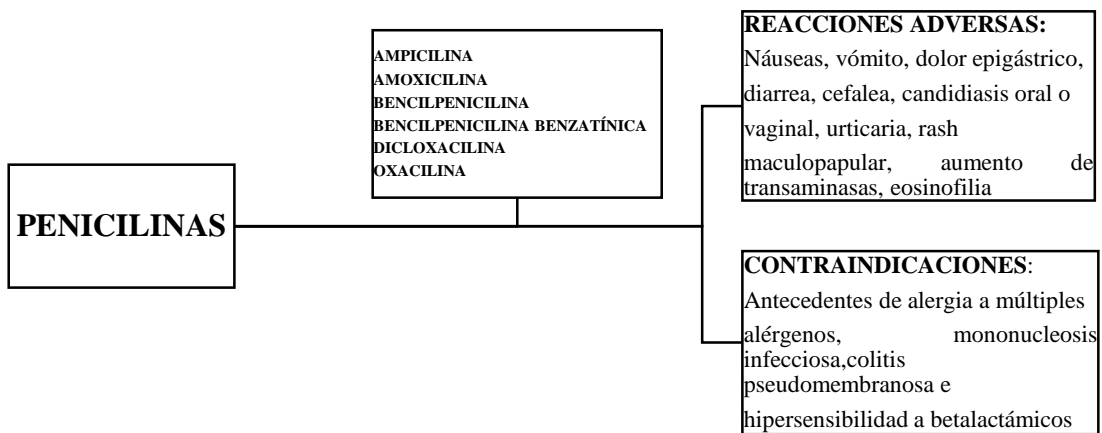 PENICILINAS
AMPICILINA
AMOXICILINA
BENCILPENICILINA
BENCILPENICILINA BENZATÍNICA
DICLOXACILINA
OXACILINA
REACCIONES ADVERSAS:
Náuseas, vómito, dolor epigástrico,
diarrea, cefalea, candidiasis oral o
vaginal, urticaria, rash
maculopapular, aumento de
transaminasas, eosinofilia
CONTRAINDICACIONES:
Antecedentes de alergia a múltiples
alérgenos, mononucleosis
infecciosa,colitis
pseudomembranosa e
hipersensibilidad a betalactámicos